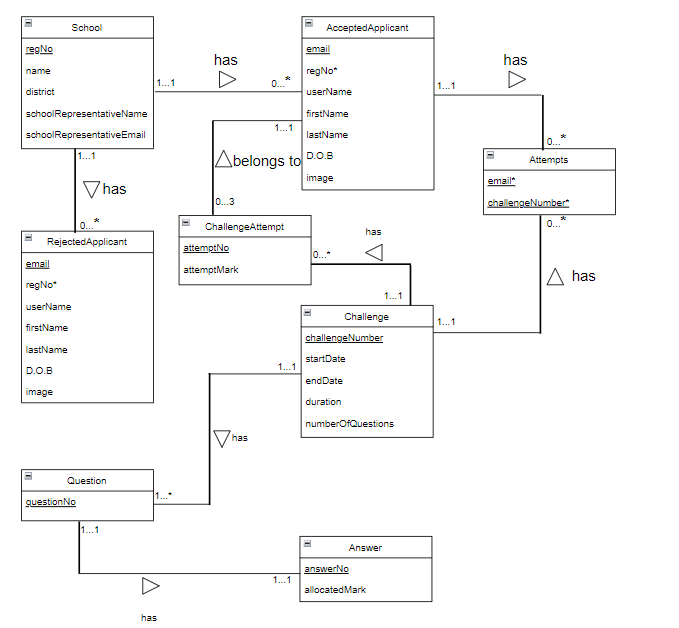 School
regNo
name
district
schoolRepresentativeName
schoolRepresentativeEmail
1...1
has
0...*
AcceptedApplicant
email
regNo*
userName
firstName
lastName
D.O.B
image
1...1
has
0...*
Attempts
email*
challengeNumber*
0...*
has
1...1
1...1
belongs to
0...3
ChallengeAttempt
attemptNo
attemptMark
0...*
has
1...1
1...1
has
0...*
RejectedApplicant
email
regNo*
userName
firstName
lastName
D.O.B
image
Challenge
challengeNumber
startDate
endDate
duration
numberOfQuestions
1...1
has
1...*
Question
questionNo
1...1
has
1...1
Answer
answerNo
allocatedMark